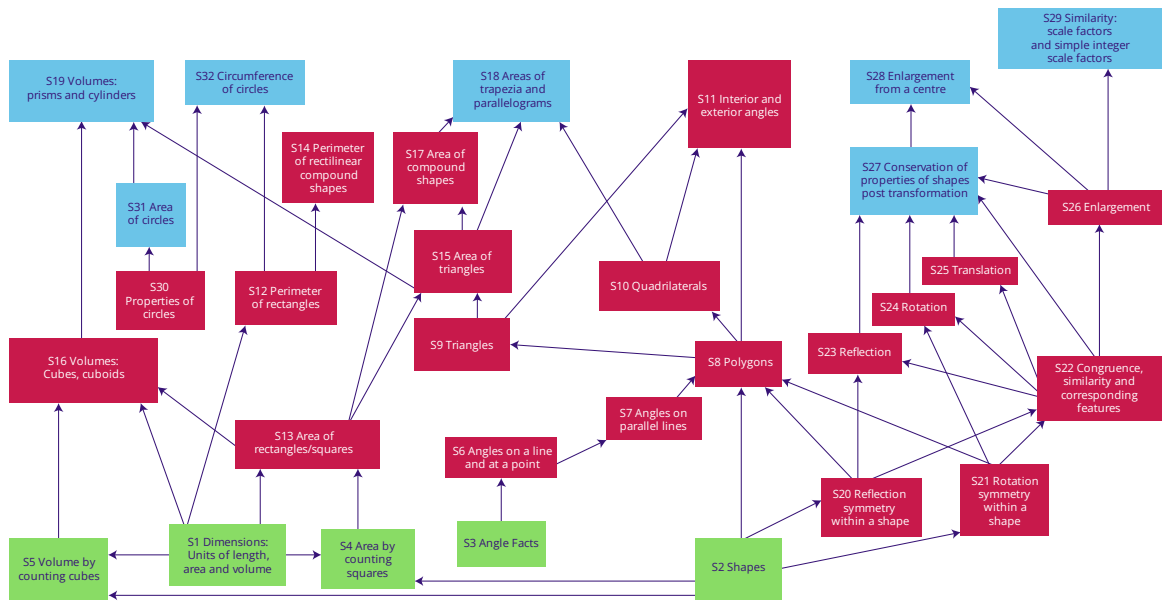 S29 Similarity:
scale factors
and simple integer
scale factors
S19 Volumes:
prisms and cylinders
S32 Circumference
of circles
S18 Areas of
trapezia and
parallelograms
S11 Interior and
exterior angles
S28 Enlargement
from a centre
S14 Perimeter
of rectilinear
compound
shapes
S17 Area of
compound
shapes
S27 Conservation of
properties of shapes
post transformation
S31 Area
of circles
S26 Enlargement
S15 Area of
triangles
S25 Translation
S30
Properties of
circles
S12 Perimeter
of rectangles
S10 Quadrilaterals
S24 Rotation
S9 Triangles
S23 Reflection
S16 Volumes:
Cubes, cuboids
S8 Polygons
S22 Congruence,
similarity and
corresponding
features
S7 Angles on
parallel lines
S13 Area of
rectangles/squares
S6 Angles on a line
and at a point
S20 Reflection
symmetry
within a shape
S21 Rotation
symmetry
within a
shape
S5 Volume by
counting cubes
S1 Dimensions:
Units of length,
area and volume
S4 Area by
counting
squares
S3 Angle Facts
S2 Shapes